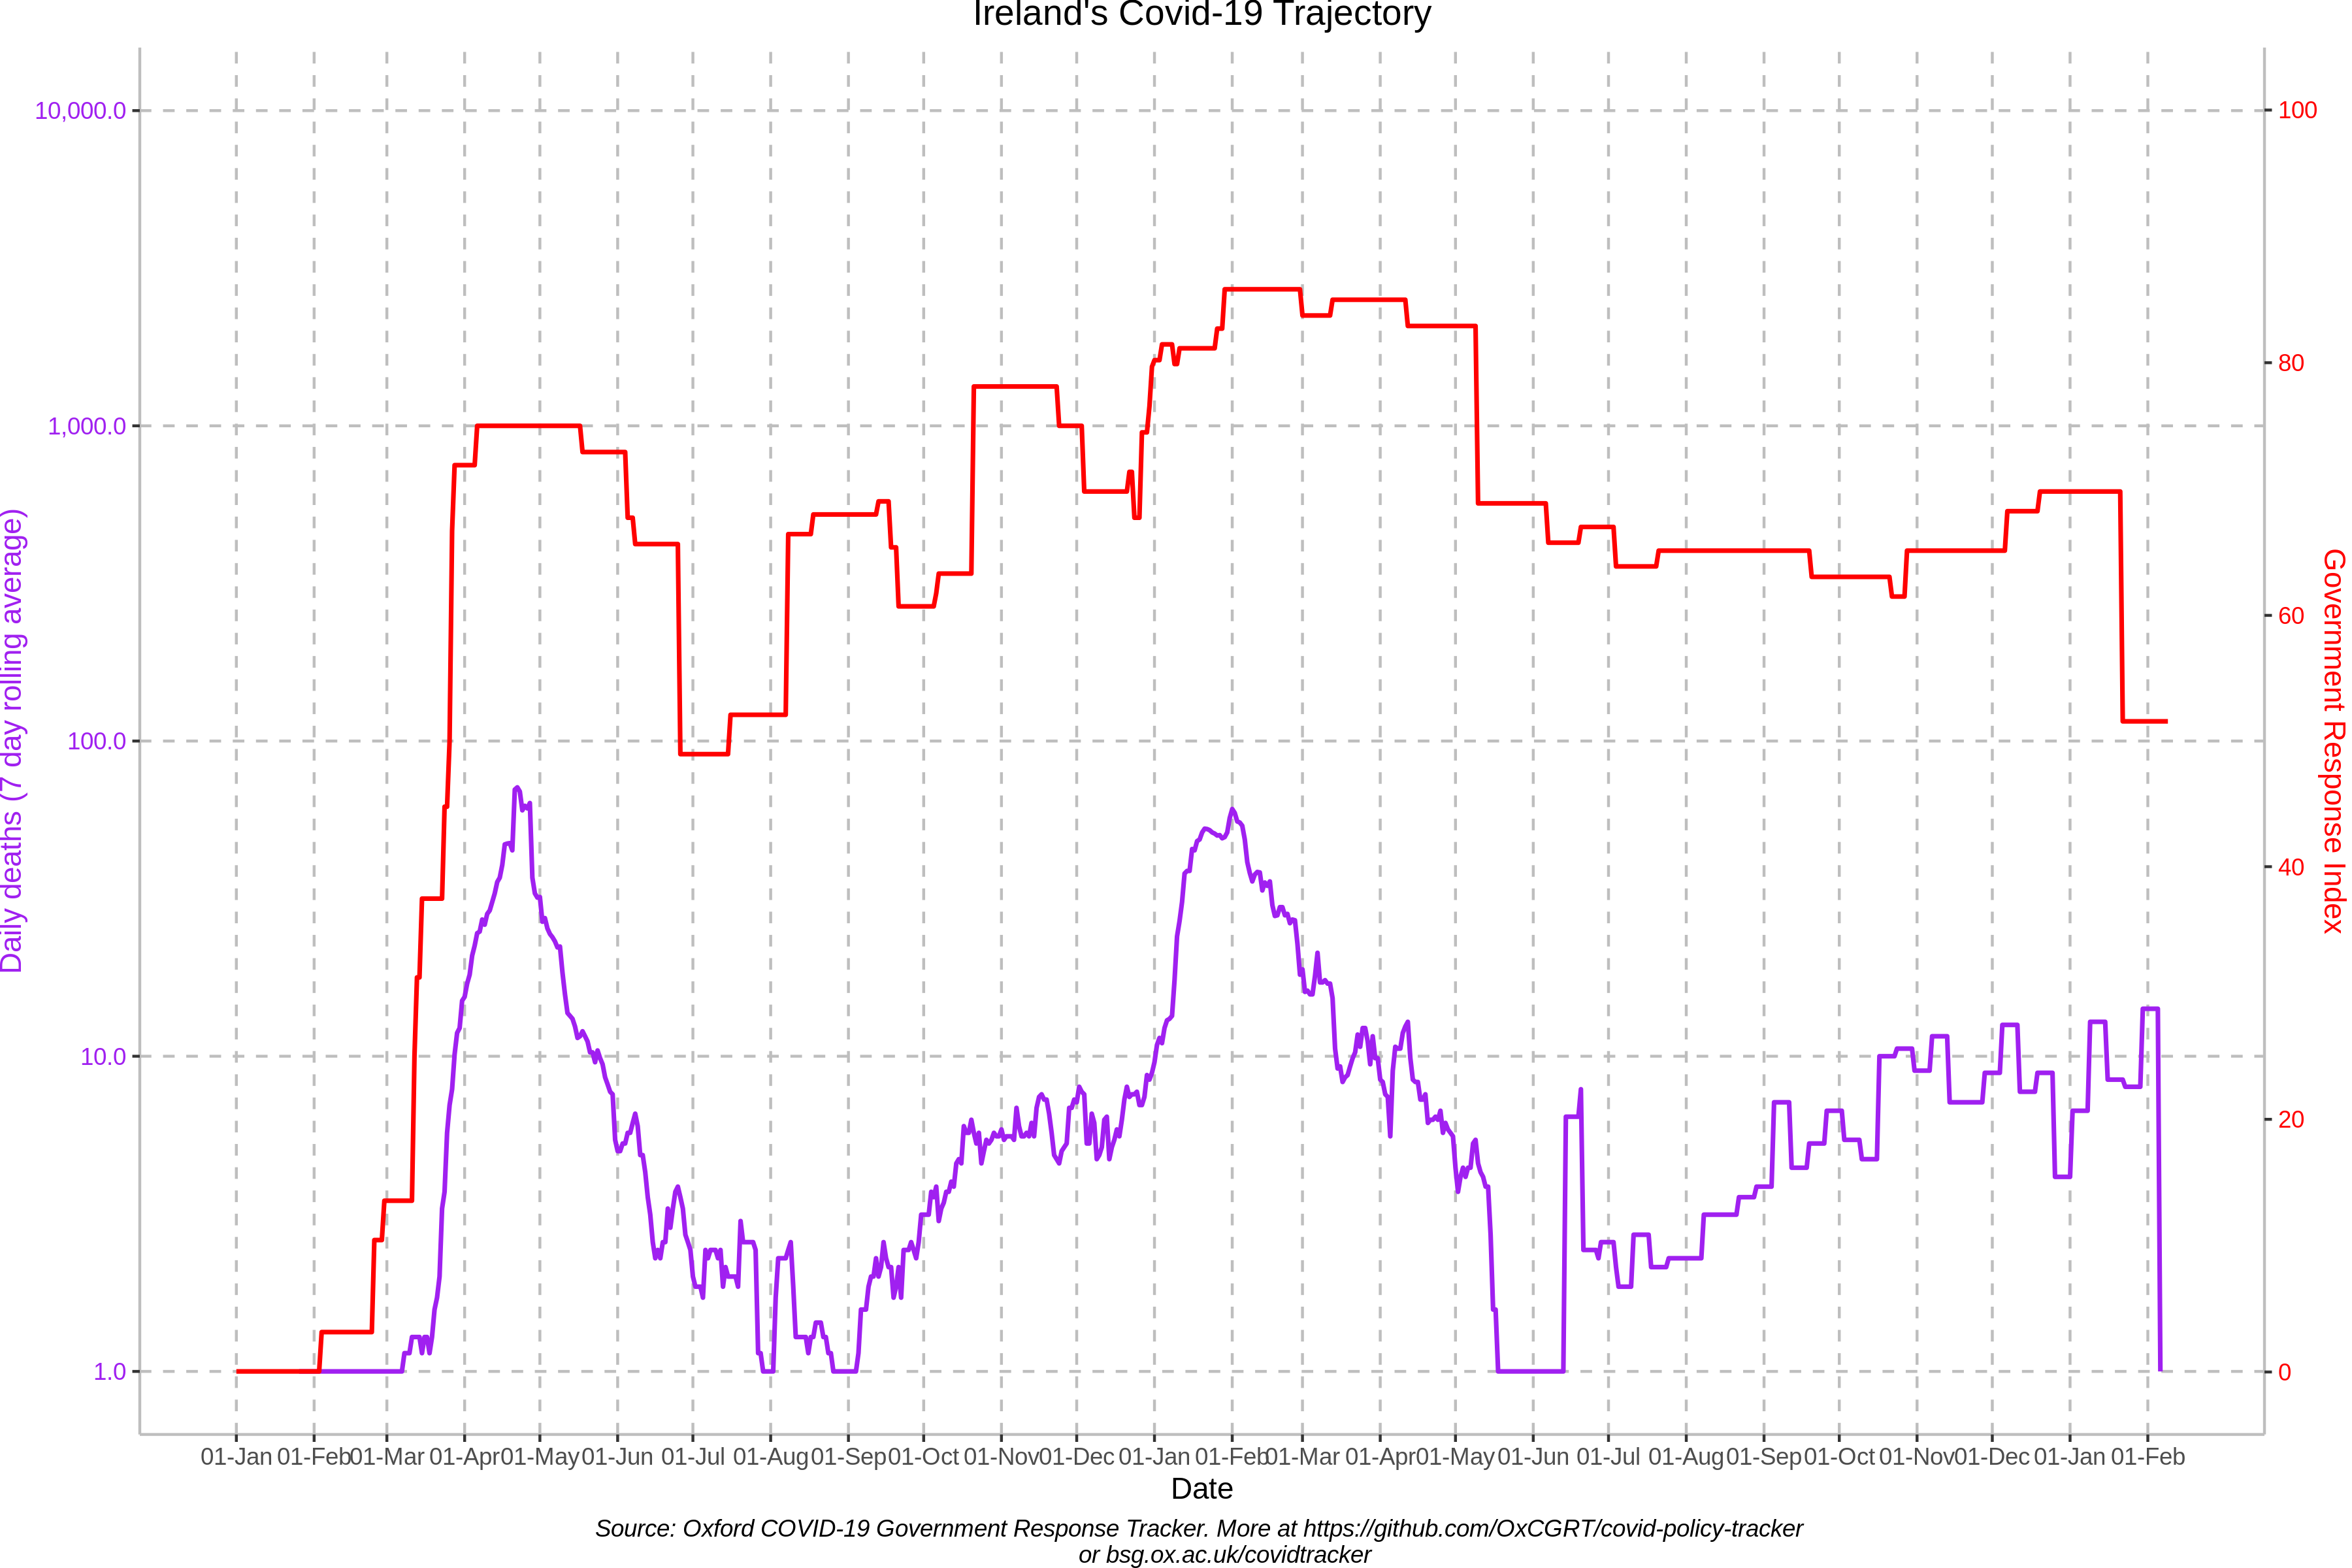 Ireland's Covid-19 Trajectory
10,000.0
1,000.0
100.0
10.0
1.0
Daily deaths (7 day rolling average)
100
80
60
40
20
0
Government Response Index
01-Jan 01-Feb 01-Mar 01-Apr 01-May 01-Jun 01-Jul 01-Aug 01-Sep 01-Oct 01-Nov 01-Dec 01-Jan 01-Feb 01-Mar 01-Apr 01-May 01-Jun 01-Jul 01-Aug 01-Sep 01-Oct 01-Nov 01-Dec 01-Jan 01-Feb
Date
Source: Oxford COVID-19 Government Response Tracker. More at https://github.com/OxCGRT/covid-policy-tracker
or bsg.ox.ac.uk/covidtracker